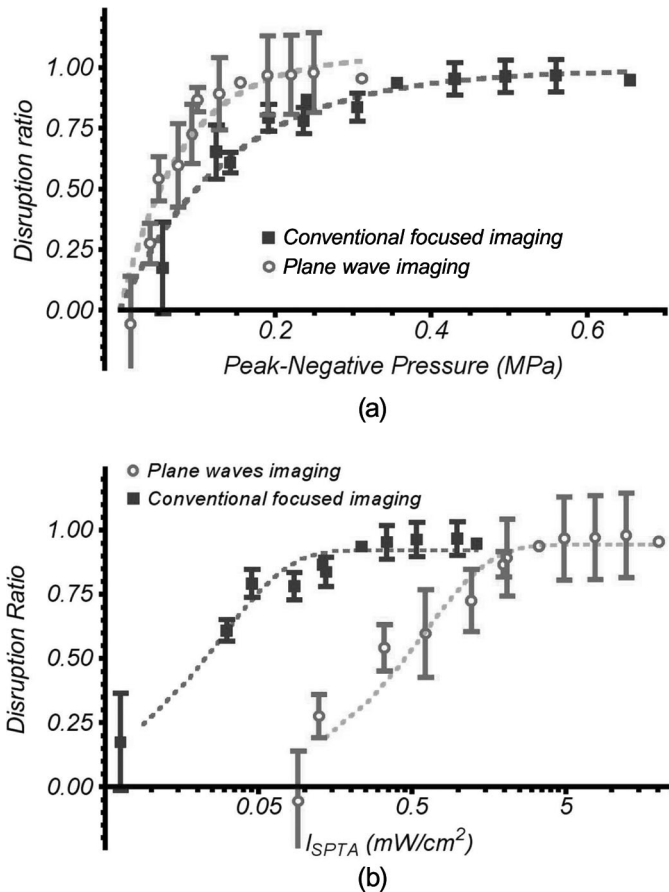 1.00
0.75
0.50
0.25
0.00
Disruption ratio
Conventional focused imaging
Plane wave imaging
0.2 0.4 0.6
Peak-Negative Pressure (MPa)
(a)
Plane waves imaging
Conventional focused imaging
1.00
0.75
0.50
0.25
0.00
Disruption Ratio
0.05 0.5 5
I_SPTA (mW/cm²)
(b)